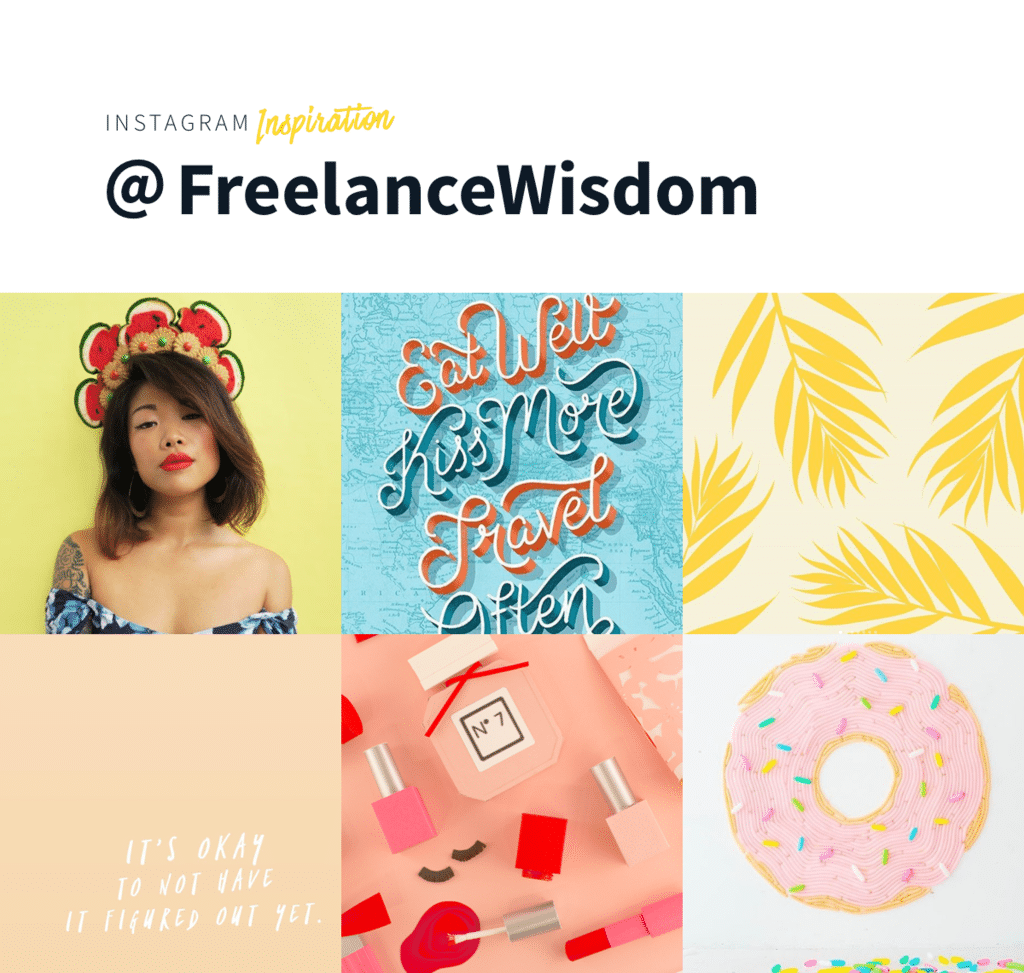 INSTAGRAM Inspiration
@FreelanceWisdom
Eat Well
Kiss More
Travel
Often
IT'S OKAY
TO NOT HAVE
IT FIGURED OUT YET.
Nº 7